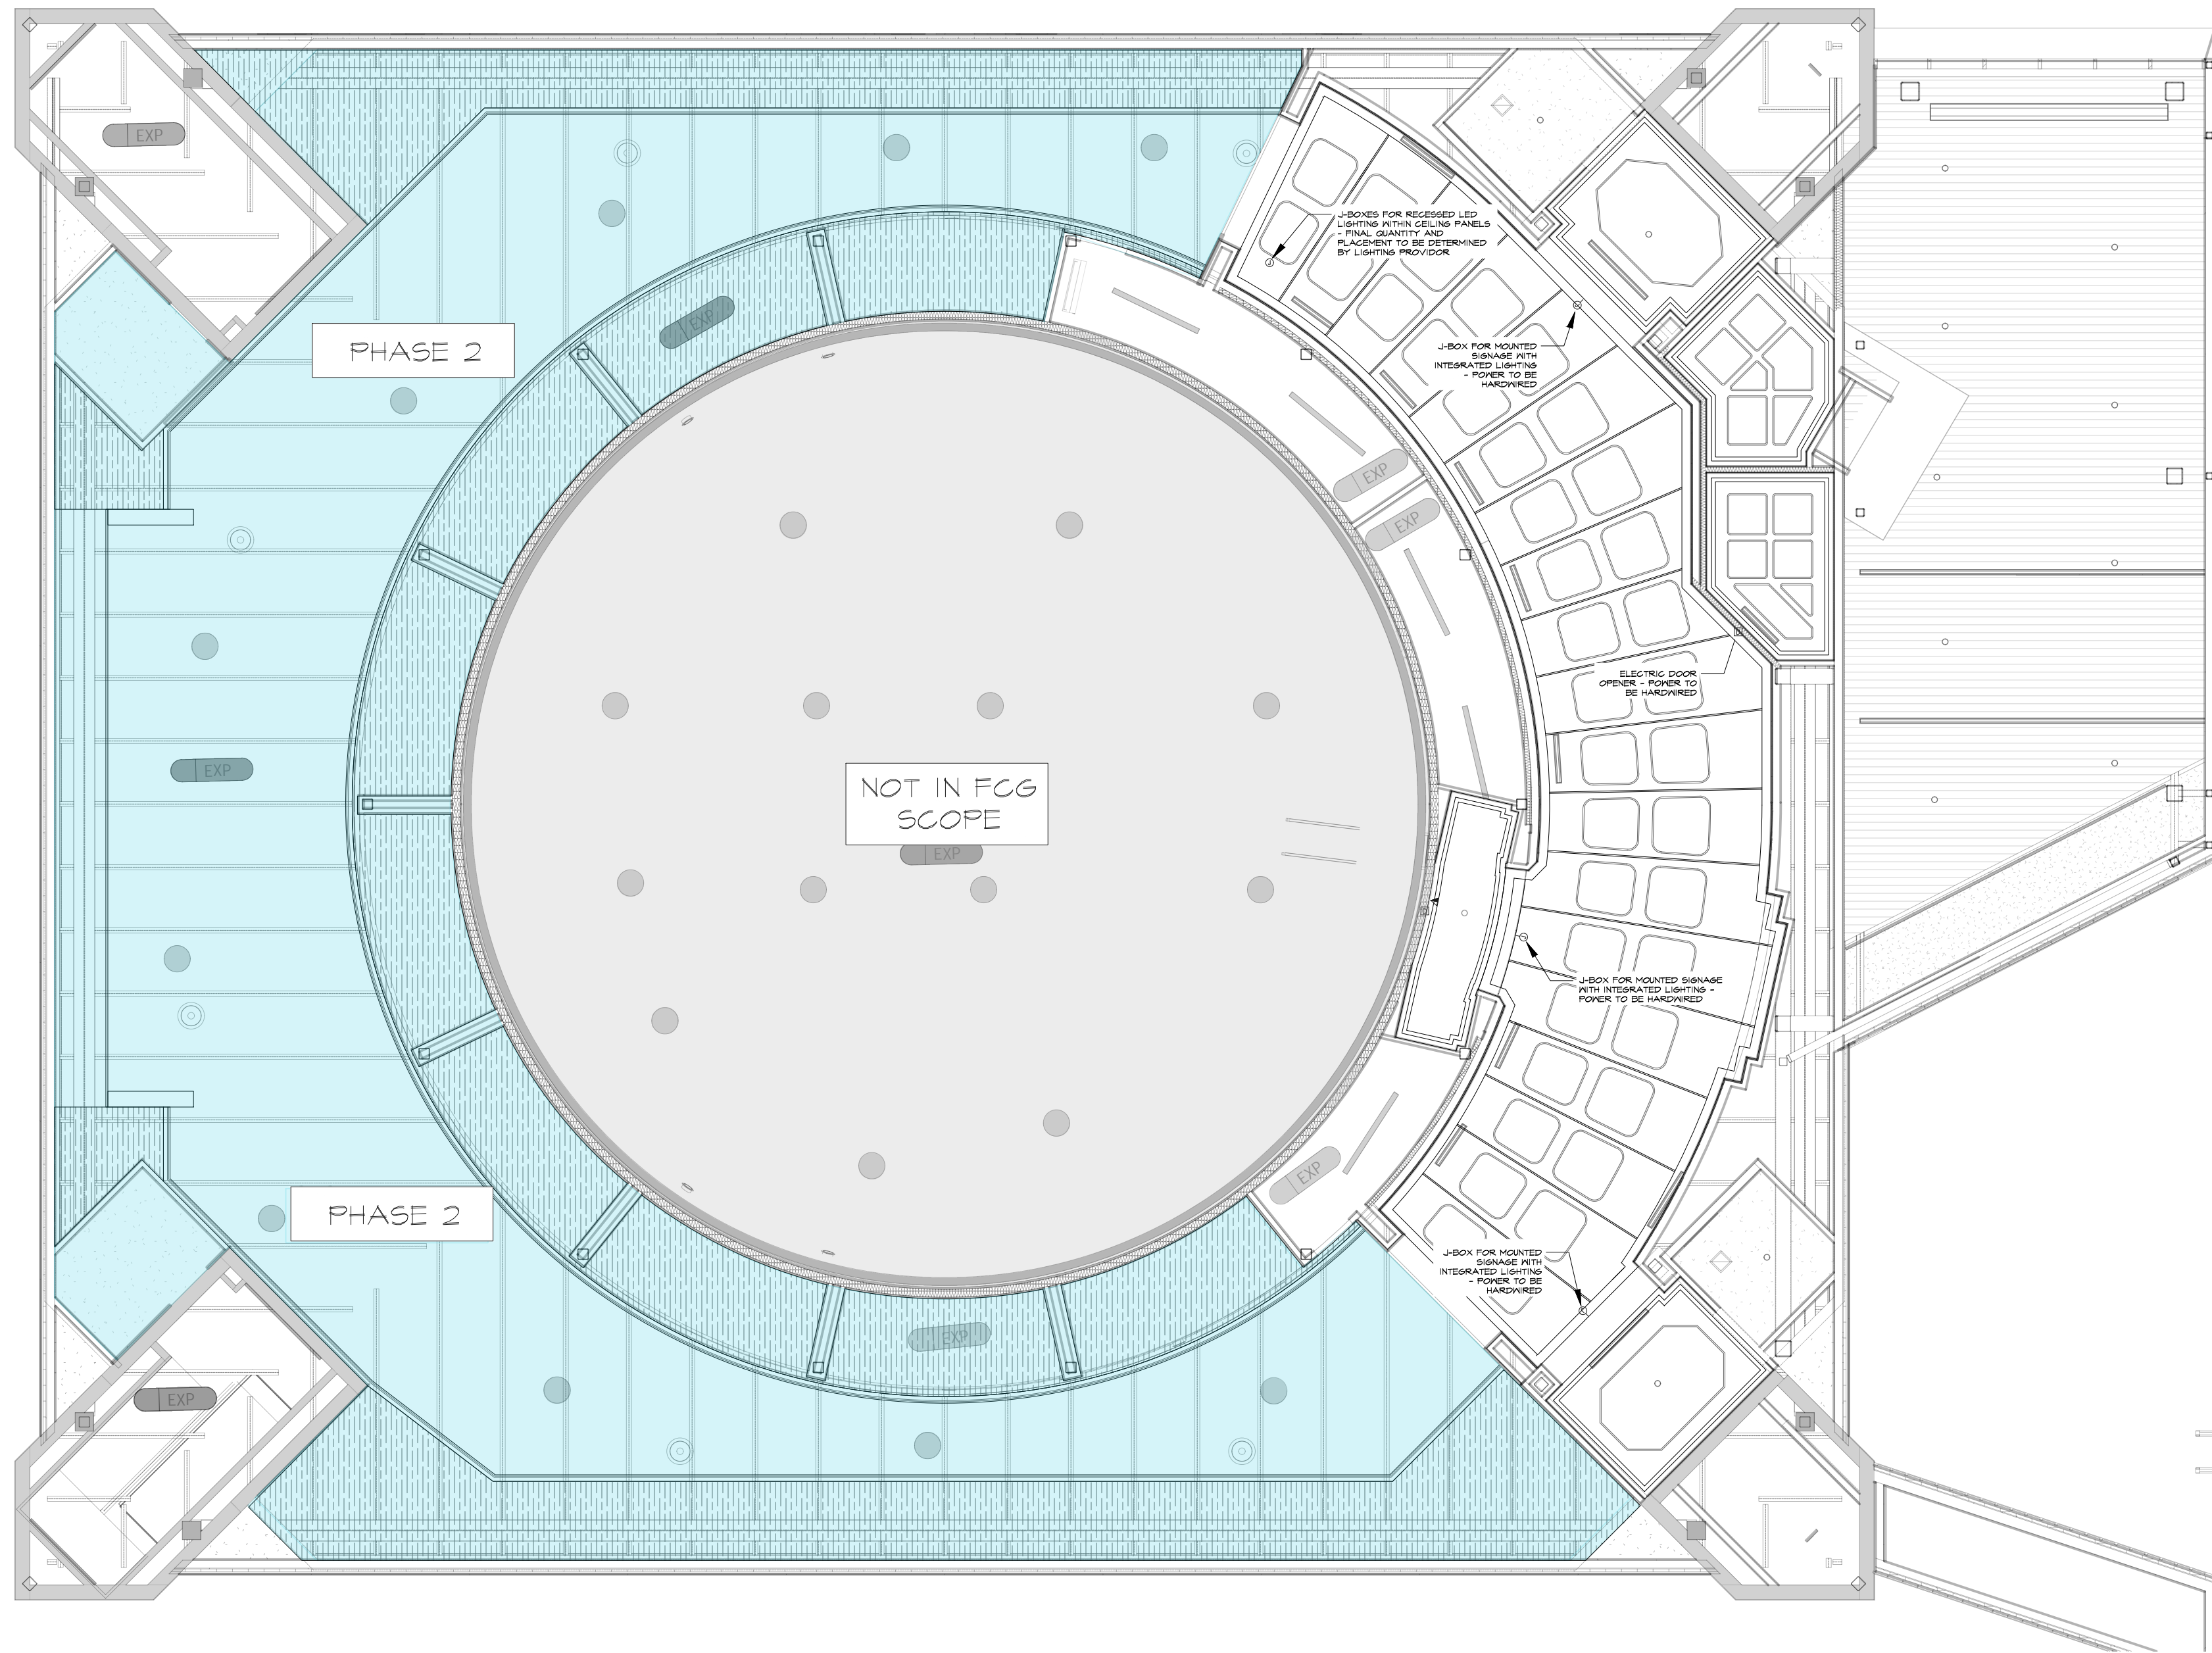 EXP
J-BOXES FOR RECESSED LED
LIGHTING WITHIN CEILING PANELS
- FINAL QUANTITY AND
PLACEMENT TO BE DETERMINED
BY LIGHTING PROVIDOR
EXP
PHASE 2
J-BOX FOR MOUNTED
SIGNAGE WITH
INTEGRATED LIGHTING
- POWER TO BE
HARDWIRED
EXP
EXP
ELECTRIC DOOR
OPENER - POWER TO
BE HARDWIRED
EXP
NOT IN FCG
SCOPE
EXP
J-BOX FOR MOUNTED SIGNAGE
WITH INTEGRATED LIGHTING -
POWER TO BE HARDWIRED
EXP
PHASE 2
J-BOX FOR MOUNTED
SIGNAGE WITH
INTEGRATED LIGHTING
- POWER TO BE
HARDWIRED
EXP
EXP